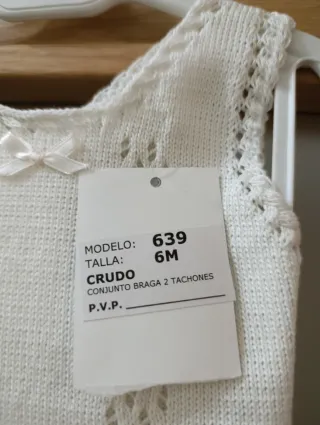 MODELO: 639
TALLA: 6M
CRUDO
CONJUNTO BRAGA 2 TACHONES
P.V.P.